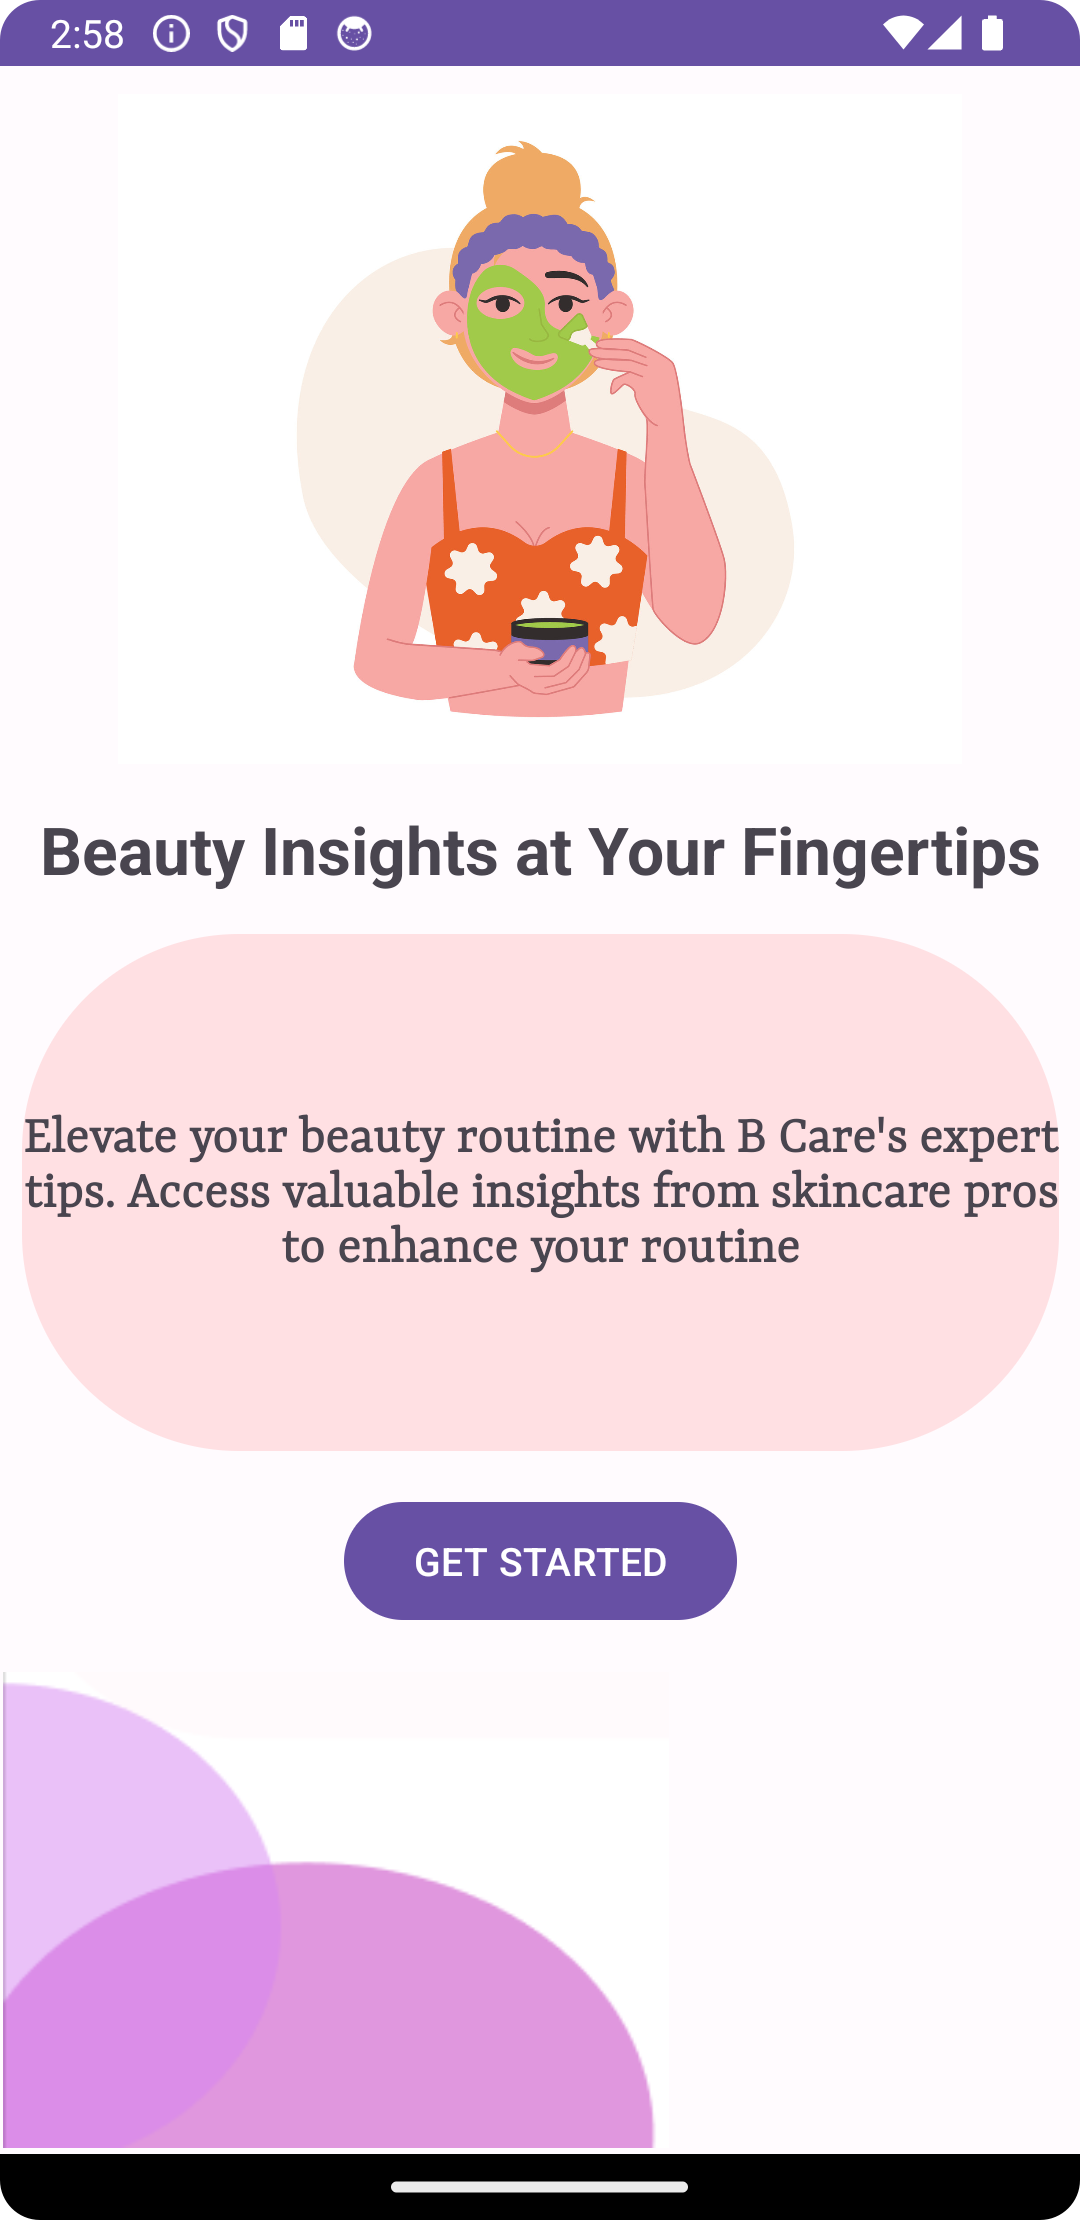 2:58
Beauty Insights at Your Fingertips
Elevate your beauty routine with B Care's expert
tips. Access valuable insights from skincare pros
to enhance your routine
GET STARTED